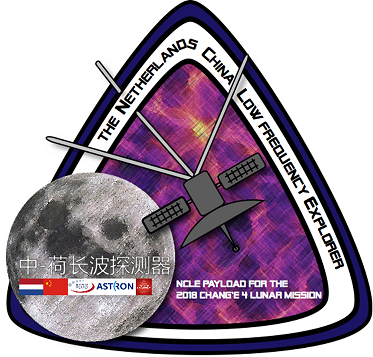 the Netherlands China Low frequency Explorer
中-荷长波探测器
ASTRON
NCLE PAYLOAD FOR THE
2018 CHANG'E 4 LUNAR MISSION